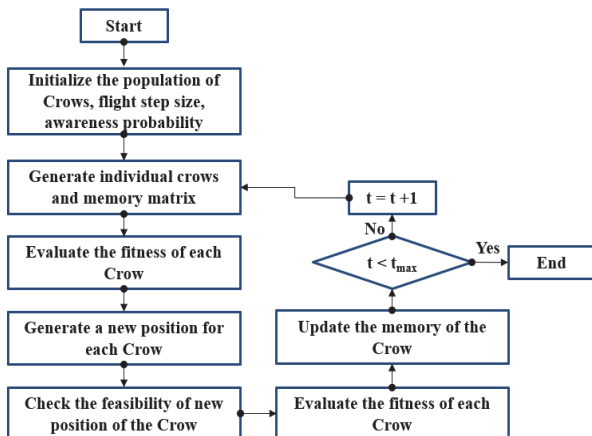 Start
Initialize the population of
Crows, flight step size,
awareness probability
Generate individual crows
and memory matrix
Evaluate the fitness of each
Crow
Generate a new position for
each Crow
Check the feasibility of new
position of the Crow
Evaluate the fitness of each
Crow
Update the memory of the
Crow
t < tmax
No
Yes
t = t +1
End